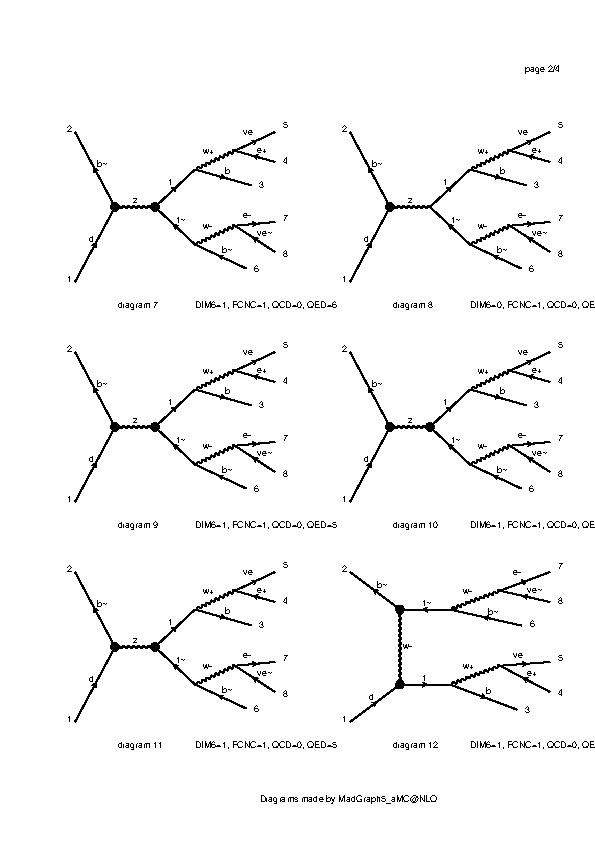 page 2/4
2 b~ d 1 z t t~ w+ ve e+ b w- e- ve~ b~ 5 4 3 7 8 6
2 b~ d 1 z t t~ w+ ve e+ b w- e- ve~ b~ 5 4 3 7 8 6
diagram 7 DIM6=1, FCNC=1, QCD=0, QED=6 diagram 8 DIM6=0, FCNC=1, QCD=0, QE
2 b~ d 1 z t t~ w+ ve e+ b w- e- ve~ b~ 5 4 3 7 8 6
2 b~ d 1 z t t~ w+ ve e+ b w- e- ve~ b~ 5 4 3 7 8 6
diagram 9 DIM6=1, FCNC=1, QCD=0, QED=5 diagram 10 DIM6=1, FCNC=1, QCD=0, QE
2 b~ d 1 z t t~ w+ ve e+ b w- e- ve~ b~ 5 4 3 7 8 6
2 b~ d 1 w- t~ t w- e- ve~ b~ w+ ve e+ b 7 8 6 5 4 3
diagram 11 DIM6=1, FCNC=1, QCD=0, QED=5 diagram 12 DIM6=1, FCNC=1, QCD=0, QE
Diagrams made by MadGraph5_aMC@NLO